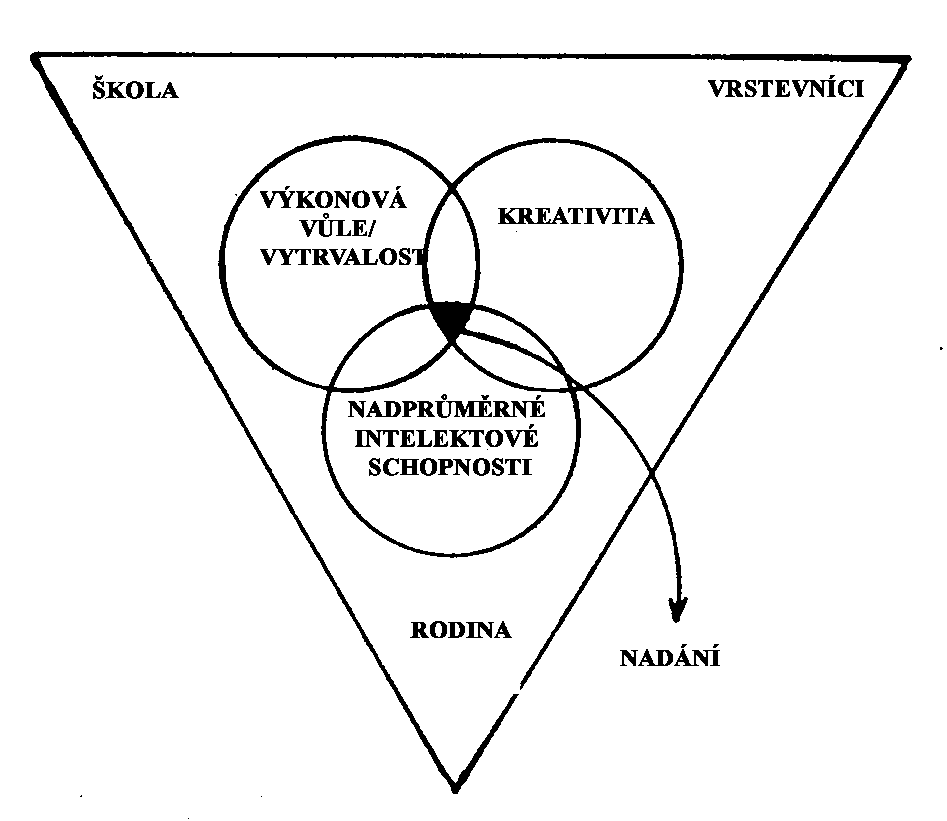 ŠKOLA
VRSTEVNÍCI
VÝKONOVÁ
VŮLE/
VYTRVALOST
KREATIVITA
NADPRŮMĚRNÉ
INTELEKTOVÉ
SCHOPNOSTI
RODINA
NADÁNÍ